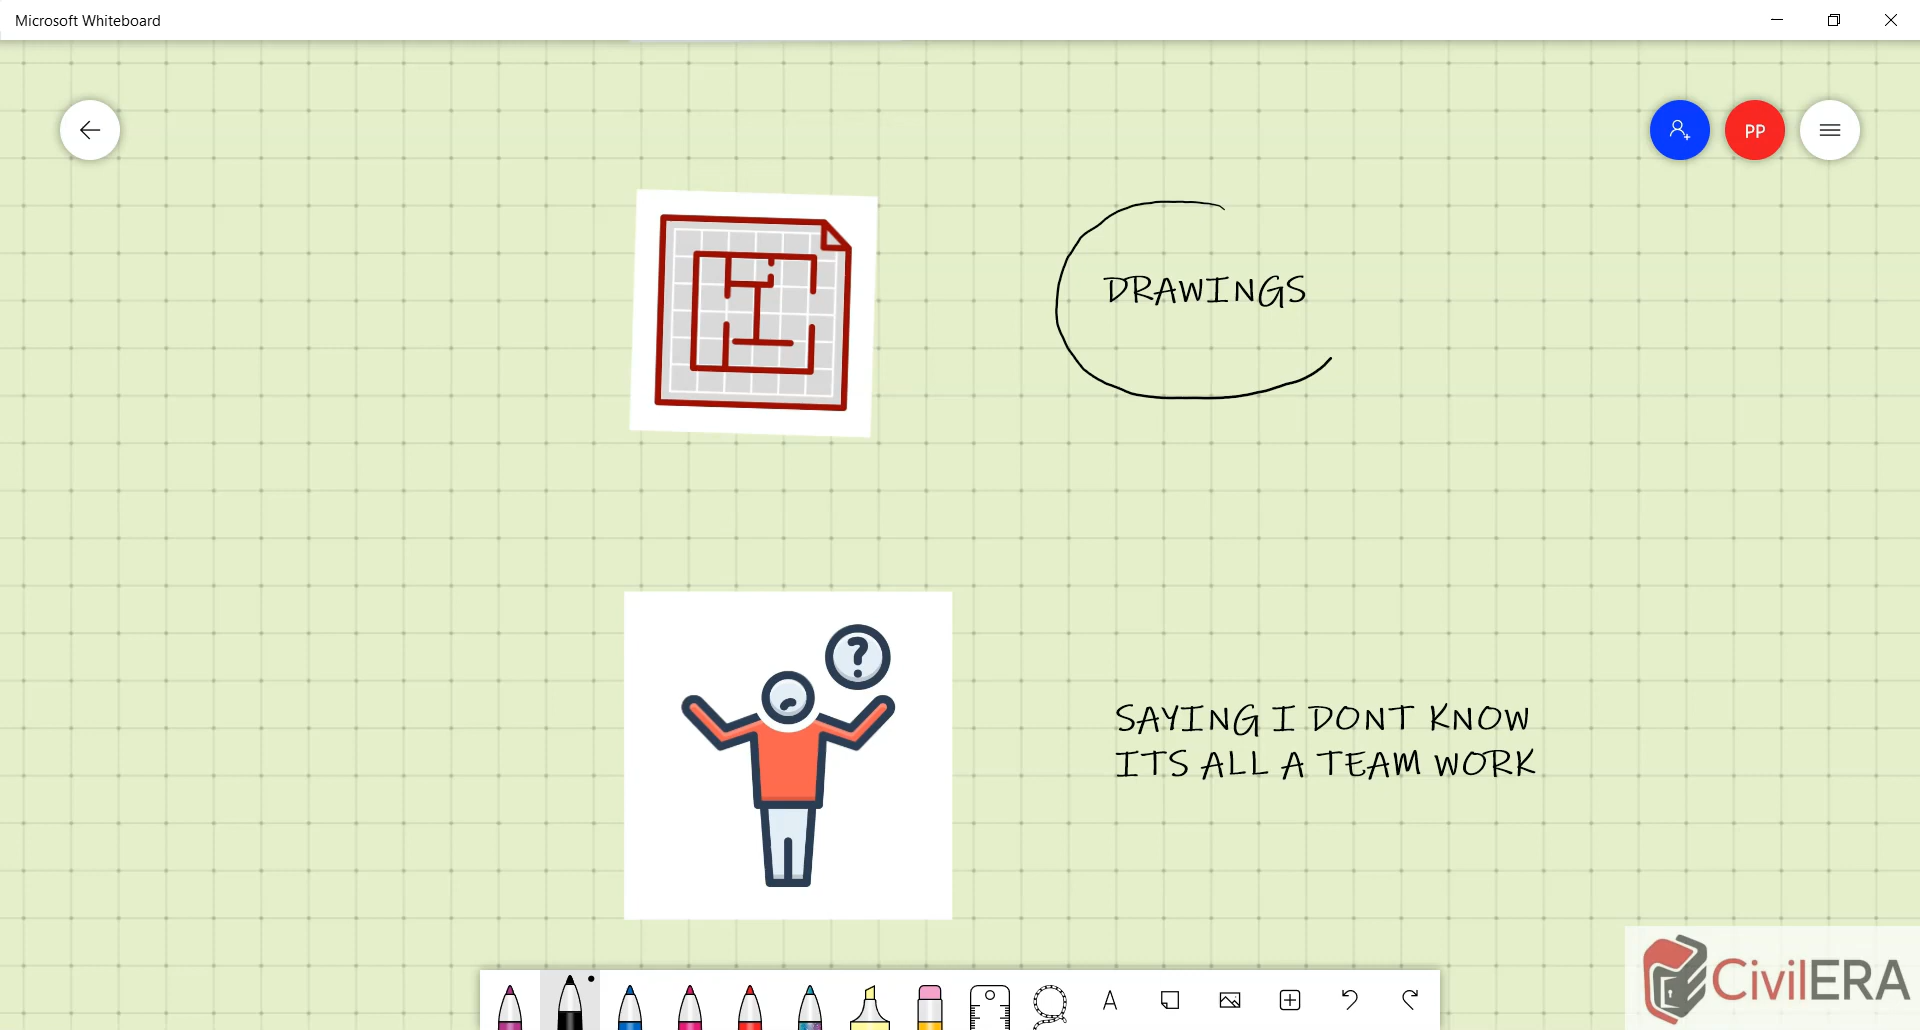 Microsoft Whiteboard
PP
DRAWINGS
?
SAYING I DONT KNOW
ITS ALL A TEAM WORK
A
CivilERA